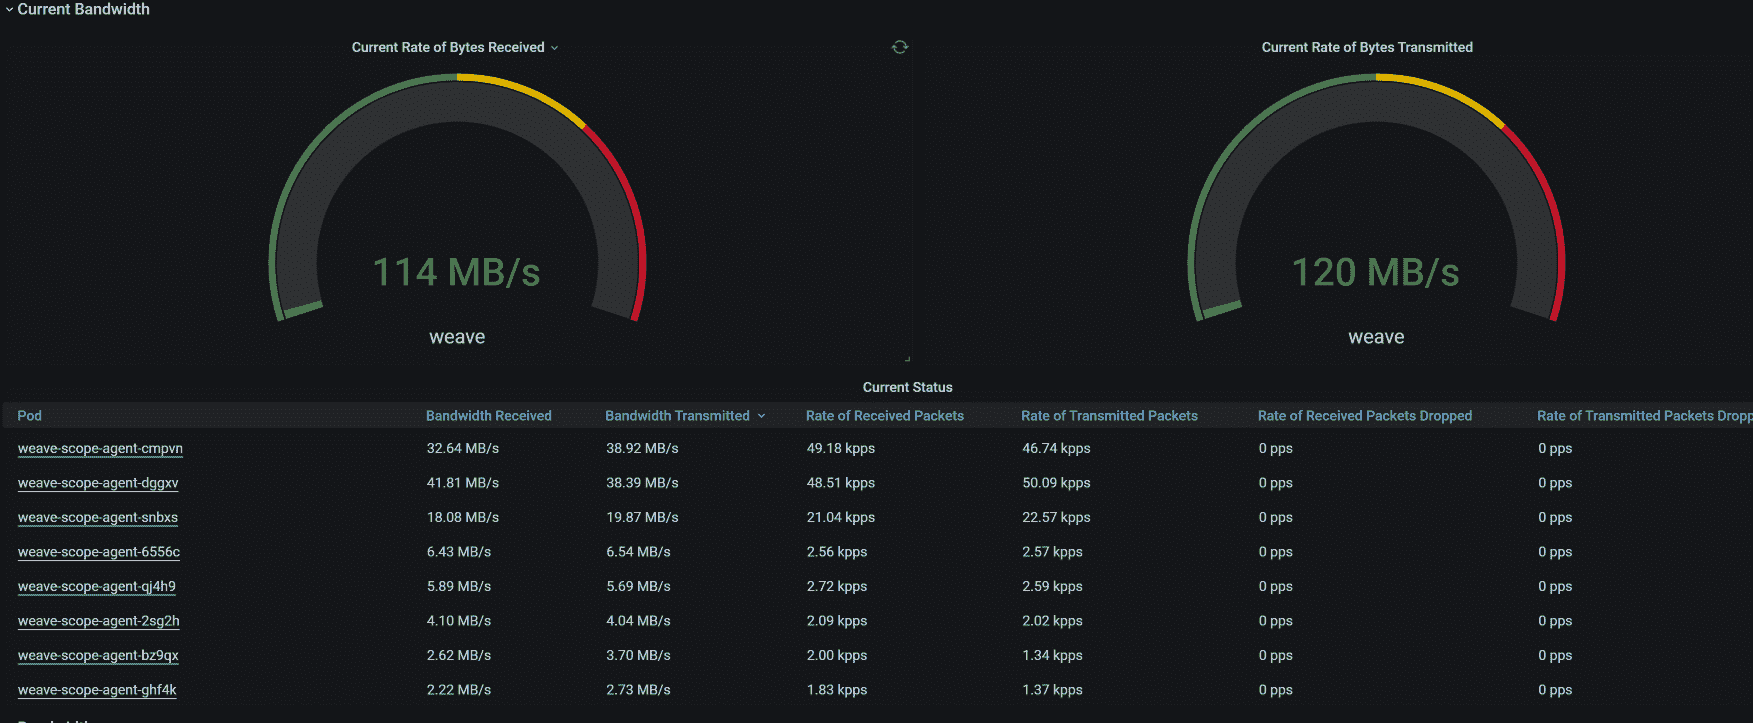 Current Bandwidth
Current Rate of Bytes Received
Current Rate of Bytes Transmitted
114 MB/s
120 MB/s
weave
weave
Current Status
Pod Bandwidth Received Bandwidth Transmitted Rate of Received Packets Rate of Transmitted Packets Rate of Received Packets Dropped Rate of Transmitted Packets Dropp
weave-scope-agent-cmpvn 32.64 MB/s 38.92 MB/s 49.18 kpps 46.74 kpps 0 pps 0 pps
weave-scope-agent-dggxv 41.81 MB/s 38.39 MB/s 48.51 kpps 50.09 kpps 0 pps 0 pps
weave-scope-agent-snbxs 18.08 MB/s 19.87 MB/s 21.04 kpps 22.57 kpps 0 pps 0 pps
weave-scope-agent-6556c 6.43 MB/s 6.54 MB/s 2.56 kpps 2.57 kpps 0 pps 0 pps
weave-scope-agent-qj4h9 5.89 MB/s 5.69 MB/s 2.72 kpps 2.59 kpps 0 pps 0 pps
weave-scope-agent-2sg2h 4.10 MB/s 4.04 MB/s 2.09 kpps 2.02 kpps 0 pps 0 pps
weave-scope-agent-bz9qx 2.62 MB/s 3.70 MB/s 2.00 kpps 1.34 kpps 0 pps 0 pps
weave-scope-agent-ghf4k 2.22 MB/s 2.73 MB/s 1.83 kpps 1.37 kpps 0 pps 0 pps